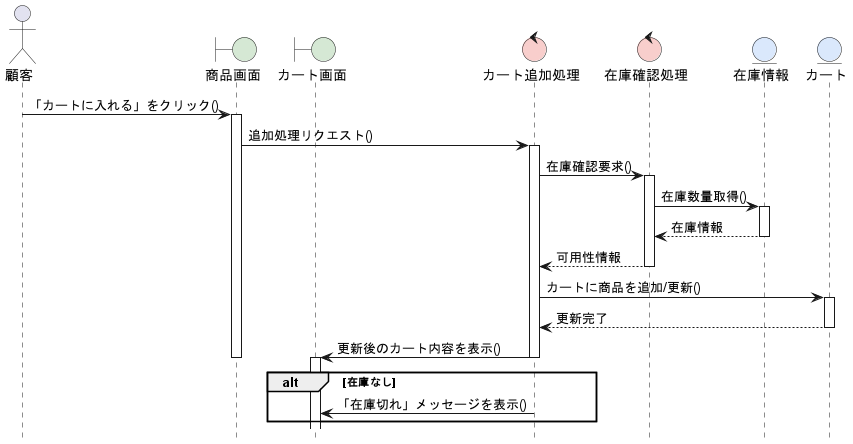 顧客
商品画面
カート画面
カート追加処理
在庫確認処理
在庫情報
カート
「カートに入れる」をクリック()
追加処理リクエスト()
在庫確認要求()
在庫数量取得()
在庫情報
可用性情報
カートに商品を追加/更新()
更新完了
更新後のカート内容を表示()
alt [在庫なし]
「在庫切れ」メッセージを表示()